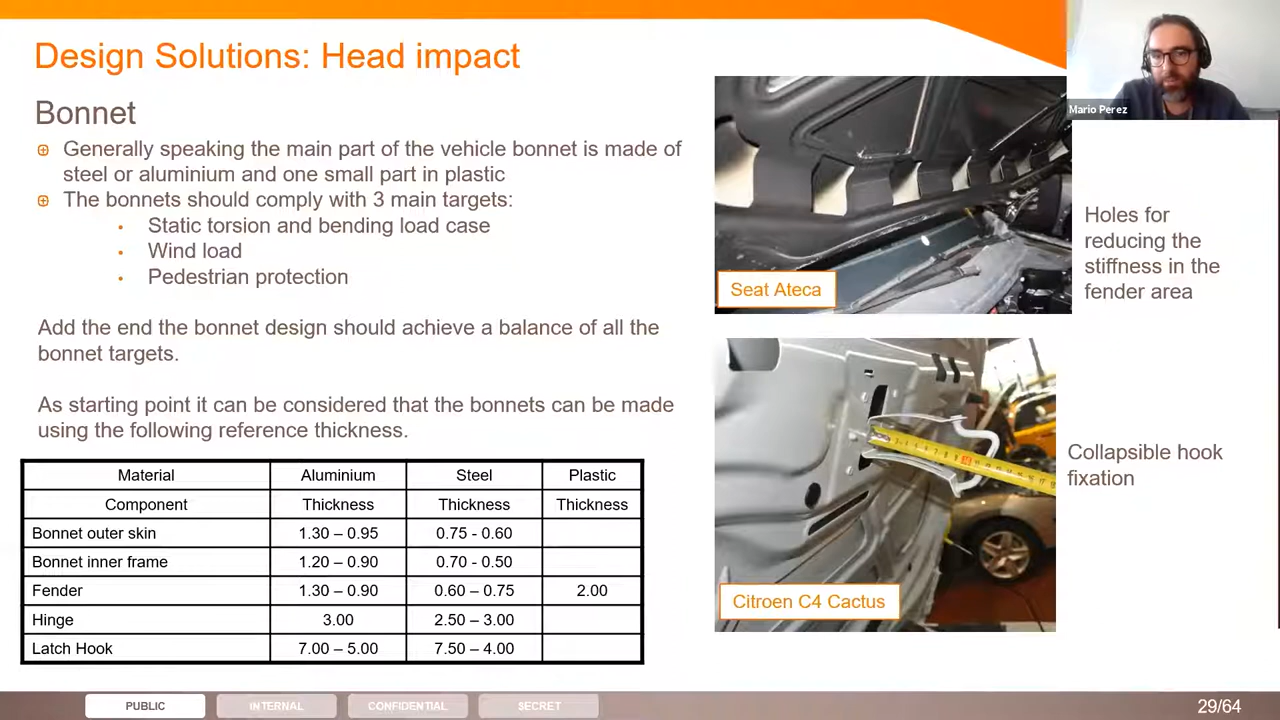 Design Solutions: Head impact
Bonnet
Generally speaking the main part of the vehicle bonnet is made of
steel or aluminium and one small part in plastic
The bonnets should comply with 3 main targets:
Static torsion and bending load case
Wind load
Pedestrian protection
Add the end the bonnet design should achieve a balance of all the
bonnet targets.
As starting point it can be considered that the bonnets can be made
using the following reference thickness.
Material Aluminium Steel Plastic
Component Thickness Thickness Thickness
Bonnet outer skin 1.30 – 0.95 0.75 - 0.60
Bonnet inner frame 1.20 – 0.90 0.70 - 0.50
Fender 1.30 – 0.90 0.60 – 0.75 2.00
Hinge 3.00 2.50 – 3.00
Latch Hook 7.00 – 5.00 7.50 – 4.00
Mario Perez
Seat Ateca
Holes for
reducing the
stiffness in the
fender area
Citroen C4 Cactus
Collapsible hook
fixation
PUBLIC INTERNAL CONFIDENTIAL SECRET
29/64